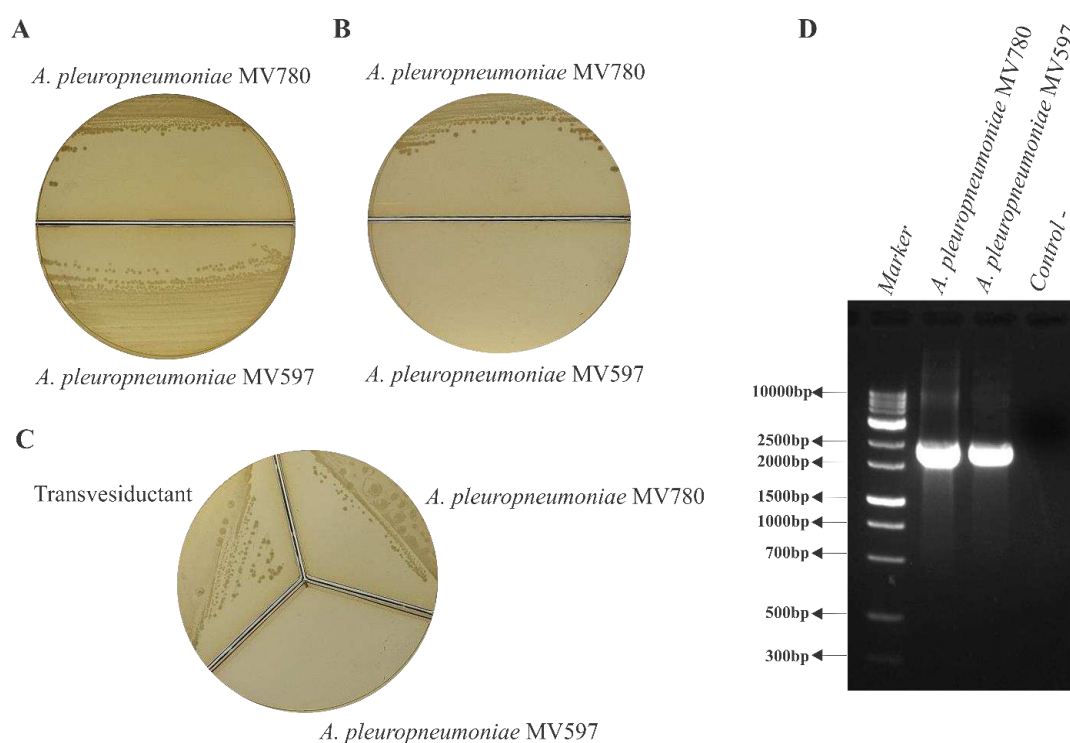 A
A. pleuropneumoniae MV780
A. pleuropneumoniae MV597
B
A. pleuropneumoniae MV780
A. pleuropneumoniae MV597
C
Transvesiductant
A. pleuropneumoniae MV780
A. pleuropneumoniae MV597
D
Marker
A. pleuropneumoniae MV780
A. pleuropneumoniae MV597
Control -
10000bp
2500bp
2000bp
1500bp
1000bp
700bp
500bp
300bp